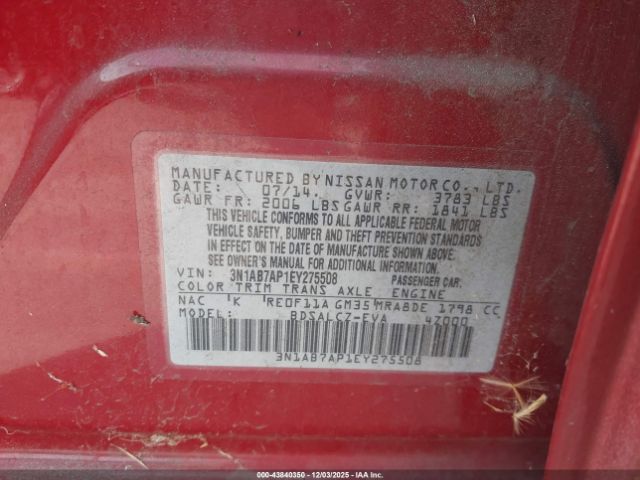 MANUFACTURED BY NISSAN MOTOR CO., LTD.
DATE: 07/14. GVWR: 3783 LBS
GAWR FR: 2006 LBS GAWR RR: 1841 LBS
THIS VEHICLE CONFORMS TO ALL APPLICABLE FEDERAL MOTOR
VEHICLE SAFETY, BUMPER AND THEFT PREVENTION STANDARDS
IN EFFECT ON THE DATE OF MANUFACTURE SHOWN ABOVE.
SEE OWNER'S MANUAL FOR ADDITIONAL INFORMATION.
VIN: 3N1AB7AP1EY275508 PASSENGER CAR.
COLOR TRIM TRANS AXLE ENGINE
NAC K RE0F11A GM35 MRA8DE 1798 CC
MODEL: BDSALCZ-EVA 4Z000
3N1AB7AP1EY275508
000-43840350 | 12/03/2025 - IAAI.COM